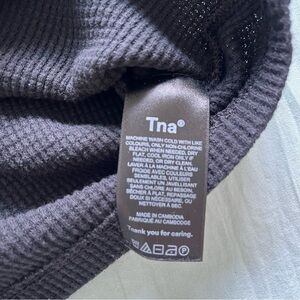 Tna®
MACHINE WASH COLD WITH LIKE
COLOURS, ONLY NON-CHLORINE
BLEACH WHEN NEEDED, DRY
FLAT, COOL IRON ONLY IF
NEEDED, OR DRY CLEAN.
LAVER À LA MACHINE À L'EAU
FROIDE AVEC COULEURS
SEMBLABLES, UTILISER
SEULEMENT UN JAVELLISANT
SANS CHLORE AU BESOIN,
SÉCHER À PLAT, REPASSAGE
DOUX SI NÉCESSAIRE, OU
NETTOYER À SEC.
MADE IN CAMBODIA
FABRIQUÉ AU CAMBODGE
Thank you for caring.